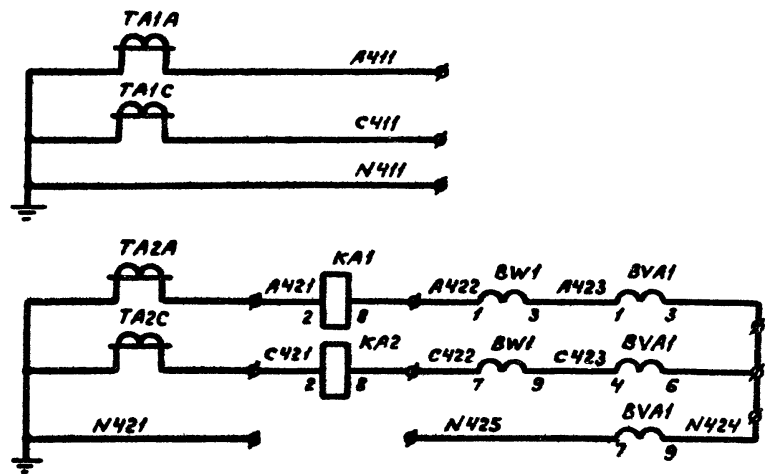 TA1A
A411
TA1C
C411
N411
TA2A KA1 BW1 BVA1
A421 A422 A423
2 8 1 3 1 3
TA2C KA2 BW1 BVA1
C421 C422 C423
2 8 7 9 4 6
BVA1
N421 N425 N424
7 9